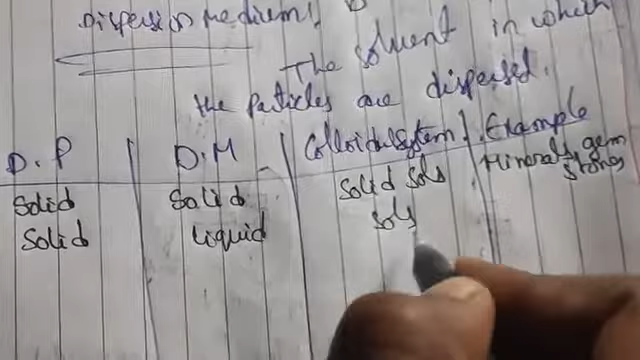 Dispersion medium:
The solvent in which
the particles are dispersed.
D.P D.M Colloidal system Example
Solid Solid Solid sols Minerals, gem stones
Solid liquid sols